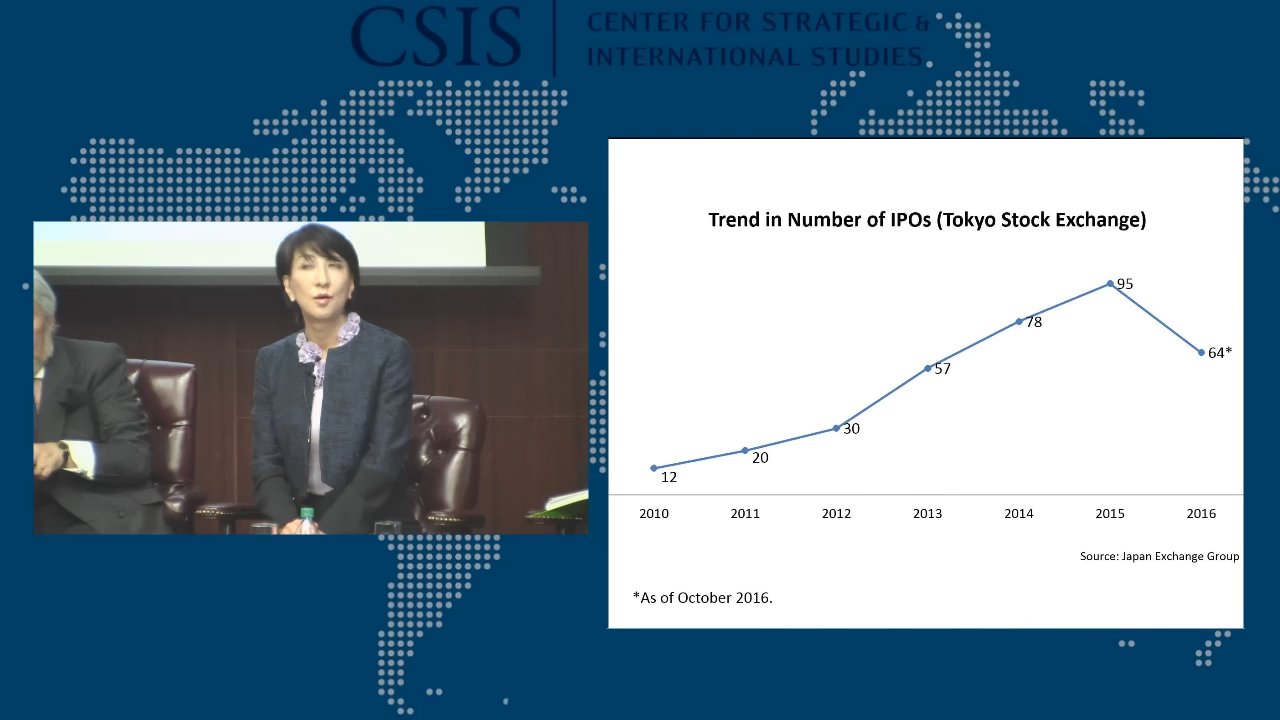 CSIS
CENTER FOR STRATEGIC &
INTERNATIONAL STUDIES
Trend in Number of IPOs (Tokyo Stock Exchange)
95
78
64*
57
30
20
12
2010 2011 2012 2013 2014 2015 2016
Source: Japan Exchange Group
*As of October 2016.